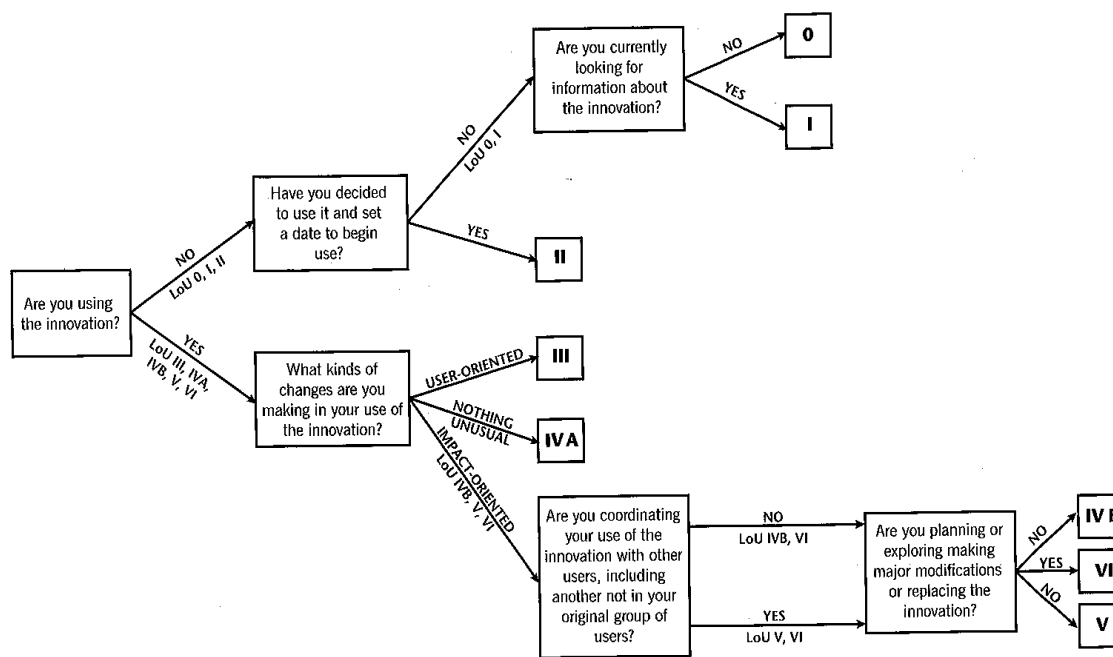 Are you currently
looking for
information about
the innovation?
NO
0
YES
I
NO
LoU 0, I
Have you decided
to use it and set
a date to begin
use?
YES
II
NO
LoU 0, I, II
Are you using
the innovation?
YES
LoU III, IVA,
IVB, V, VI
What kinds of
changes are you
making in your use of
the innovation?
USER-ORIENTED
III
NOTHING
UNUSUAL
IVA
IMPACT-ORIENTED
LoU IVB, V, VI
Are you coordinating
your use of the
innovation with other
users, including
another not in your
original group of
users?
NO
LoU IVB, VI
YES
LoU V, VI
Are you planning or
exploring making
major modifications
or replacing the
innovation?
NO
IV
YES
VI
NO
V